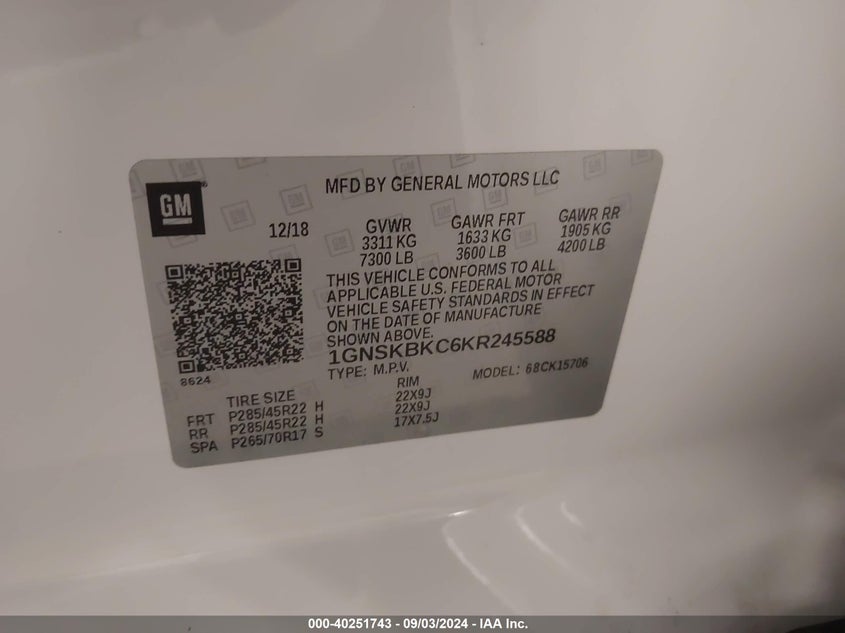 GM
MFD BY GENERAL MOTORS LLC
12/18
GVWR GAWR FRT GAWR RR
3311 KG 1633 KG 1905 KG
7300 LB 3600 LB 4200 LB
THIS VEHICLE CONFORMS TO ALL
APPLICABLE U.S. FEDERAL MOTOR
VEHICLE SAFETY STANDARDS IN EFFECT
ON THE DATE OF MANUFACTURE
SHOWN ABOVE.
1GNSKBKC6KR245588
TYPE: M.P.V. MODEL: 68CK15706
8624
TIRE SIZE RIM
FRT P285/45R22 H 22X9J
RR P285/45R22 H 22X9J
SPA P265/70R17 S 17X7.5J
000-40251743 - 09/03/2024 - IAA Inc.